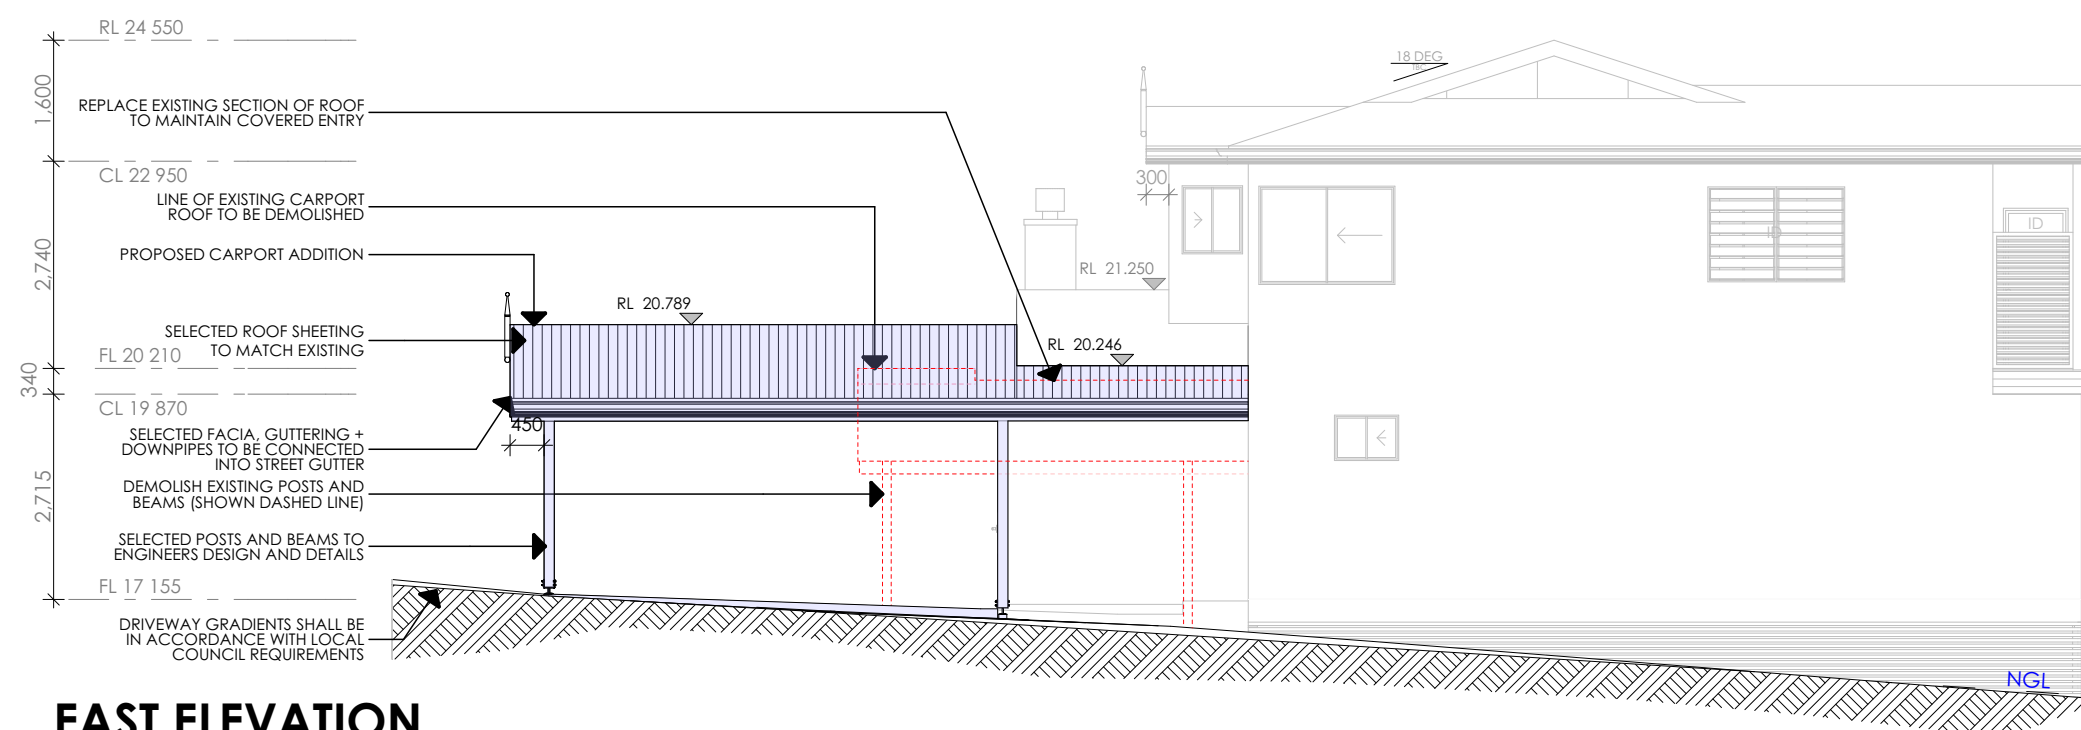 RL 24 550
1,600
REPLACE EXISTING SECTION OF ROOF
TO MAINTAIN COVERED ENTRY
18 DEG
CL 22 950
300
LINE OF EXISTING CARPORT
ROOF TO BE DEMOLISHED
ID
ID
PROPOSED CARPORT ADDITION
2,740
RL 21.250
RL 20.789
SELECTED ROOF SHEETING
TO MATCH EXISTING
RL 20.246
FL 20 210
340
CL 19 870
450
SELECTED FACIA, GUTTERING +
DOWNPIPES TO BE CONNECTED
INTO STREET GUTTER
DEMOLISH EXISTING POSTS AND
BEAMS (SHOWN DASHED LINE)
2,715
SELECTED POSTS AND BEAMS TO
ENGINEERS DESIGN AND DETAILS
FL 17 155
DRIVEWAY GRADIENTS SHALL BE
IN ACCORDANCE WITH LOCAL
COUNCIL REQUIREMENTS
NGL
EAST ELEVATION